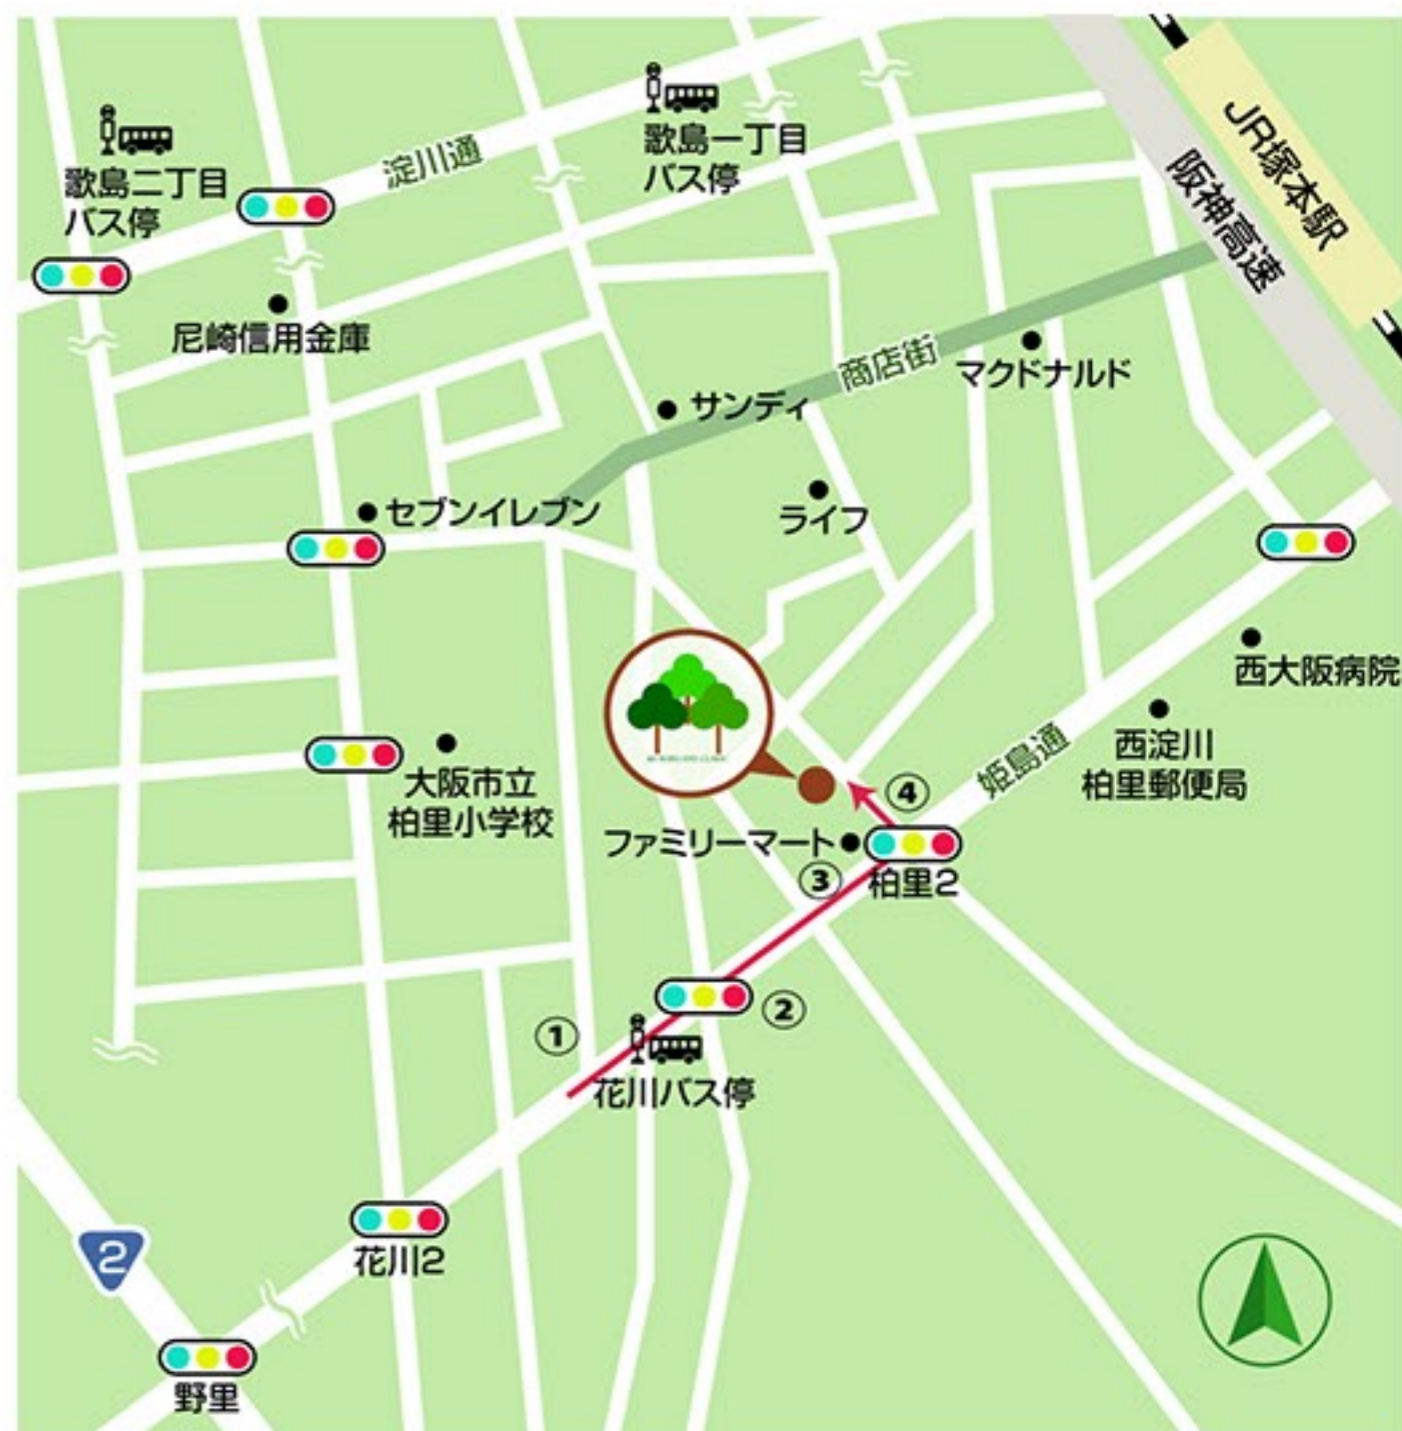 JR塚本駅
阪神高速
歌島一丁目
バス停
淀川通
歌島二丁目
バス停
尼崎信用金庫
商店街
マクドナルド
サンディ
セブンイレブン
ライフ
西大阪病院
西淀川
柏里郵便局
姫島通
大阪市立
柏里小学校
④
ファミリーマート
③
柏里2
②
①
花川バス停
花川2
2
野里